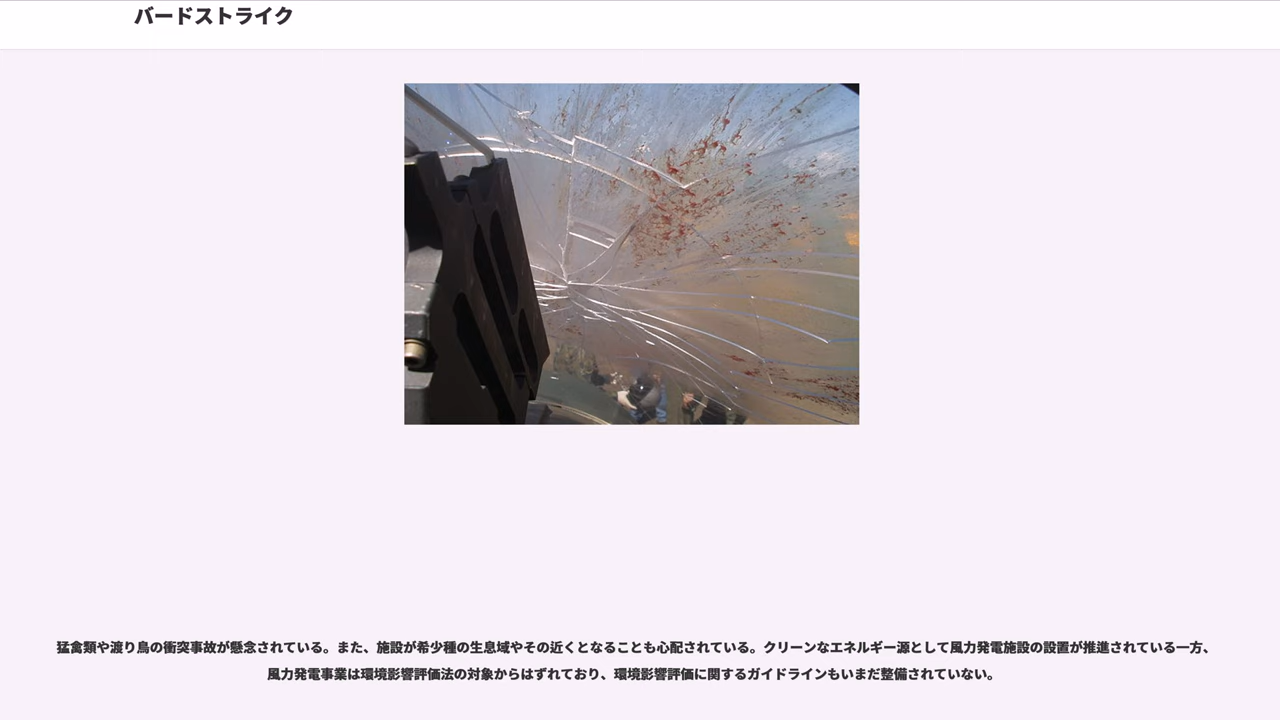 バードストライク
猛禽類や渡り鳥の衝突事故が懸念されている。また、施設が希少種の生息域やその近くとなることも心配されている。クリーンなエネルギー源として風力発電施設の設置が推進されている一方、
風力発電事業は環境影響評価法の対象からはずれており、環境影響評価に関するガイドラインもいまだ整備されていない。